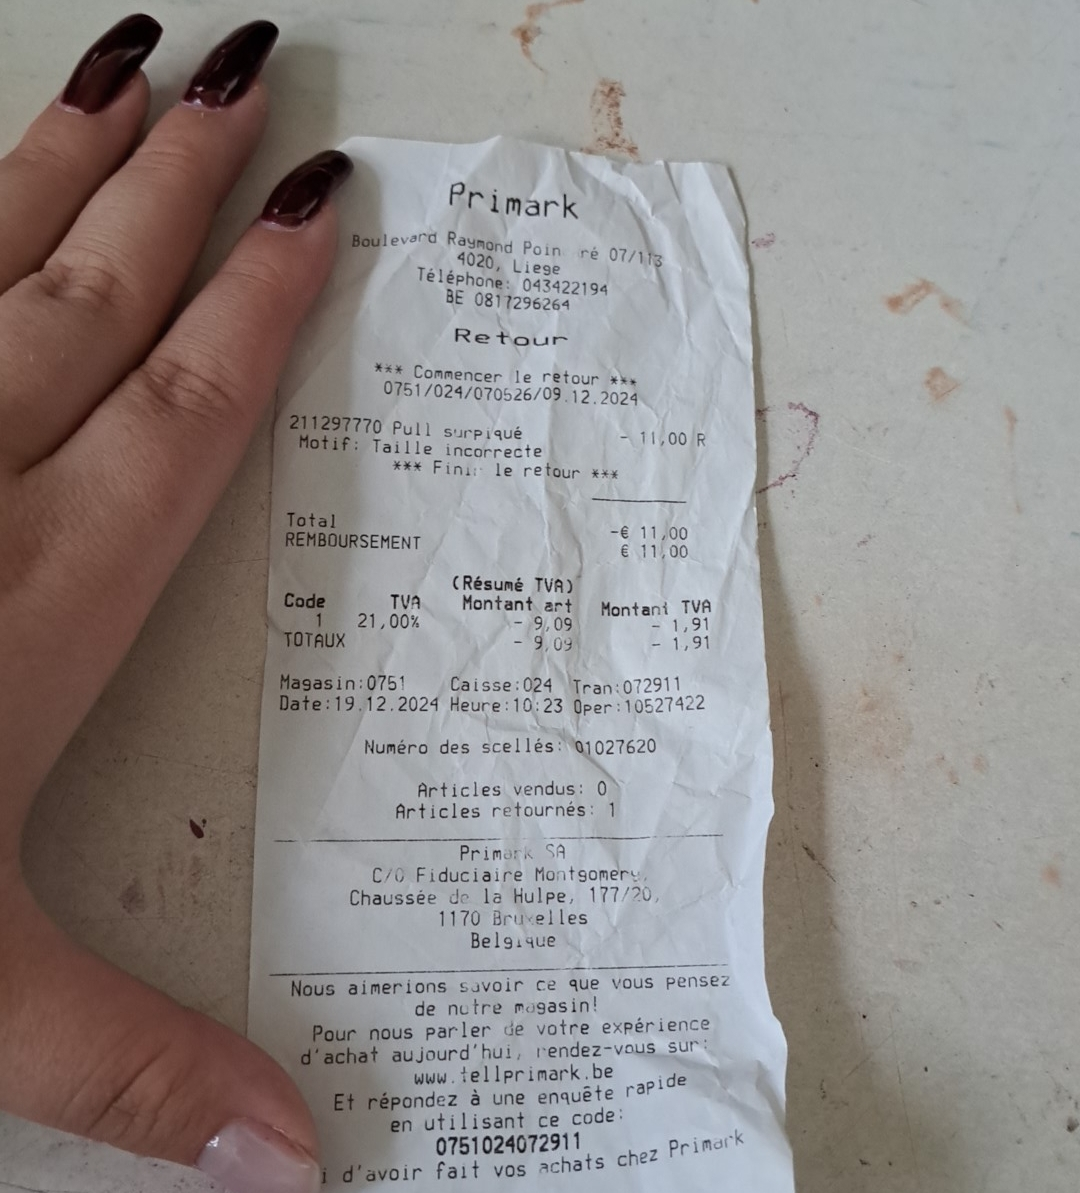 Primark
Boulevard Raymond Poin ré 07/113
4020, Liege
Téléphone: 043422194
BE 0817296264
Retour
*** Commencer le retour ***
0751/024/070526/09.12.2024
211297770 Pull surpiqué - 11,00 R
Motif: Taille incorrecte
*** Finir le retour ***
Total -€ 11,00
REMBOURSEMENT € 11,00
(Résumé TVA)
Code TVA Montant art Montant TVA
1 21,00% - 9,09 - 1,91
TOTAUX - 9,09 - 1,91
Magasin:0751 Caisse:024 Tran:072911
Date:19.12.2024 Heure:10:23 Oper:10527422
Numéro des scellés: 01027620
Articles vendus: 0
Articles retournés: 1
Primark SA
C/O Fiduciaire Montgomery,
Chaussée de la Hulpe, 177/20,
1170 Bruxelles
Belgique
Nous aimerions savoir ce que vous pensez
de notre magasin!
Pour nous parler de votre expérience
d'achat aujourd'hui, rendez-vous sur:
www.tellprimark.be
Et répondez à une enquête rapide
en utilisant ce code:
0751024072911
i d'avoir fait vos achats chez Primark